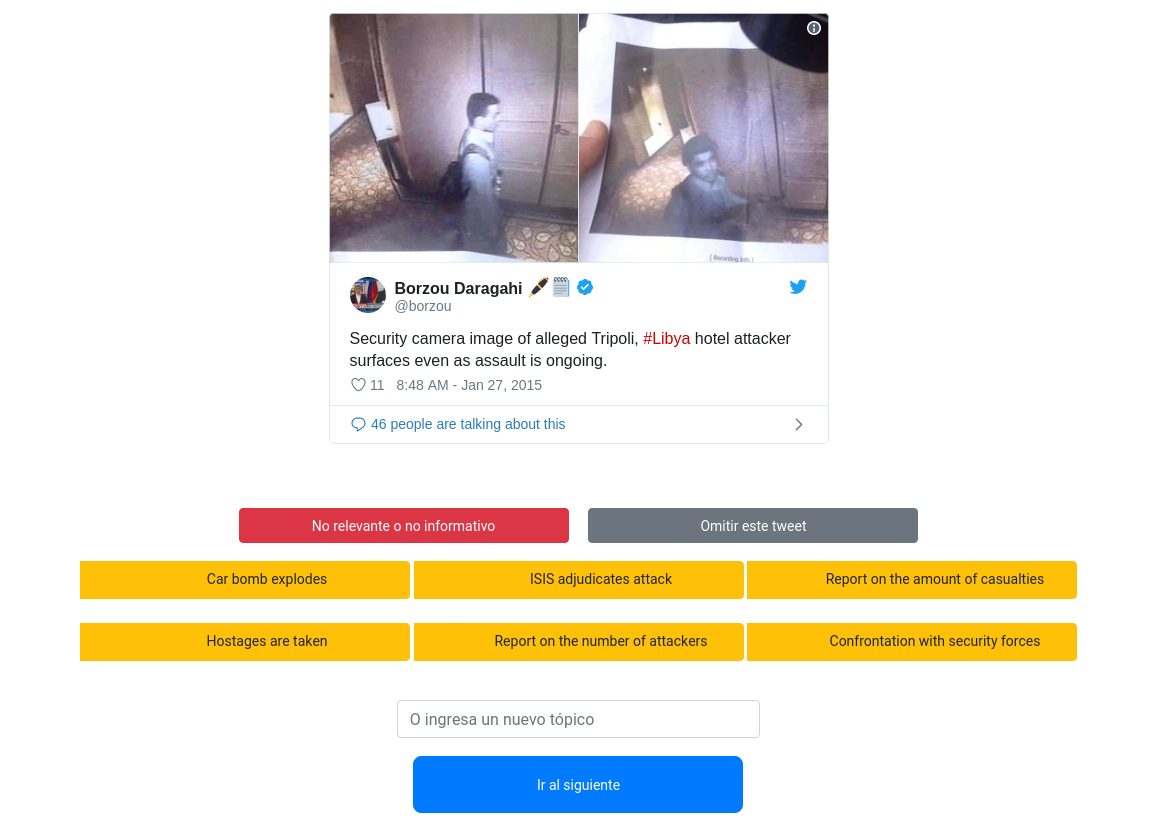 [ Recording Info ]
Borzou Daragahi
@borzou
Security camera image of alleged Tripoli, #Libya hotel attacker
surfaces even as assault is ongoing.
11 8:48 AM - Jan 27, 2015
46 people are talking about this
No relevante o no informativo
Omitir este tweet
Car bomb explodes
ISIS adjudicates attack
Report on the amount of casualties
Hostages are taken
Report on the number of attackers
Confrontation with security forces
O ingresa un nuevo tópico
Ir al siguiente